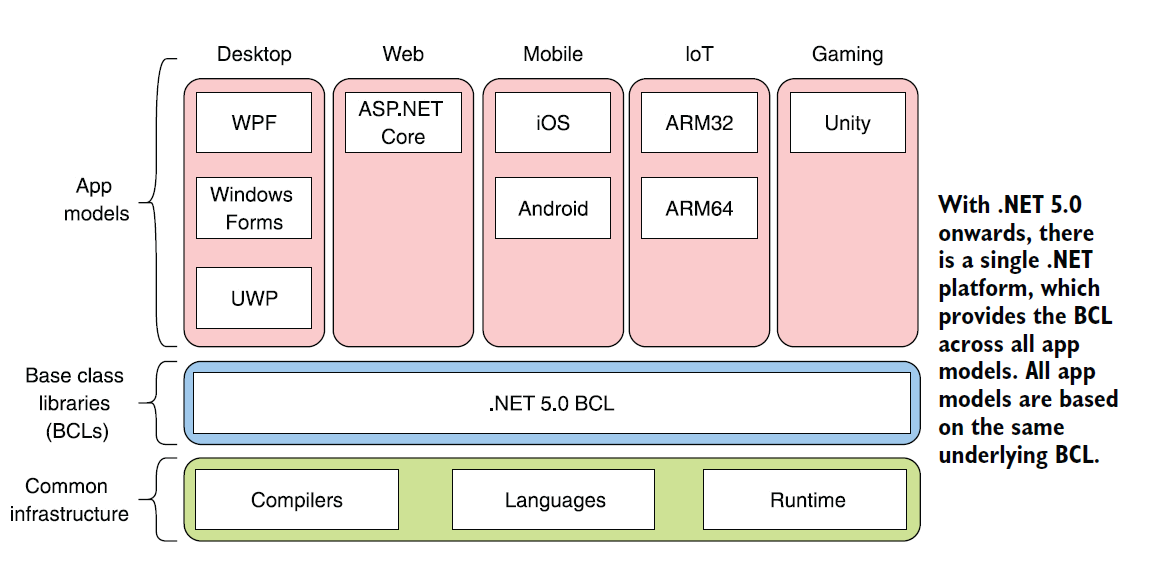 Desktop
Web
Mobile
IoT
Gaming
App
models
WPF
Windows
Forms
UWP
ASP.NET
Core
iOS
Android
ARM32
ARM64
Unity
Base class
libraries
(BCLs)
.NET 5.0 BCL
Common
infrastructure
Compilers
Languages
Runtime
With .NET 5.0
onwards, there
is a single .NET
platform, which
provides the BCL
across all app
models. All app
models are based
on the same
underlying BCL.